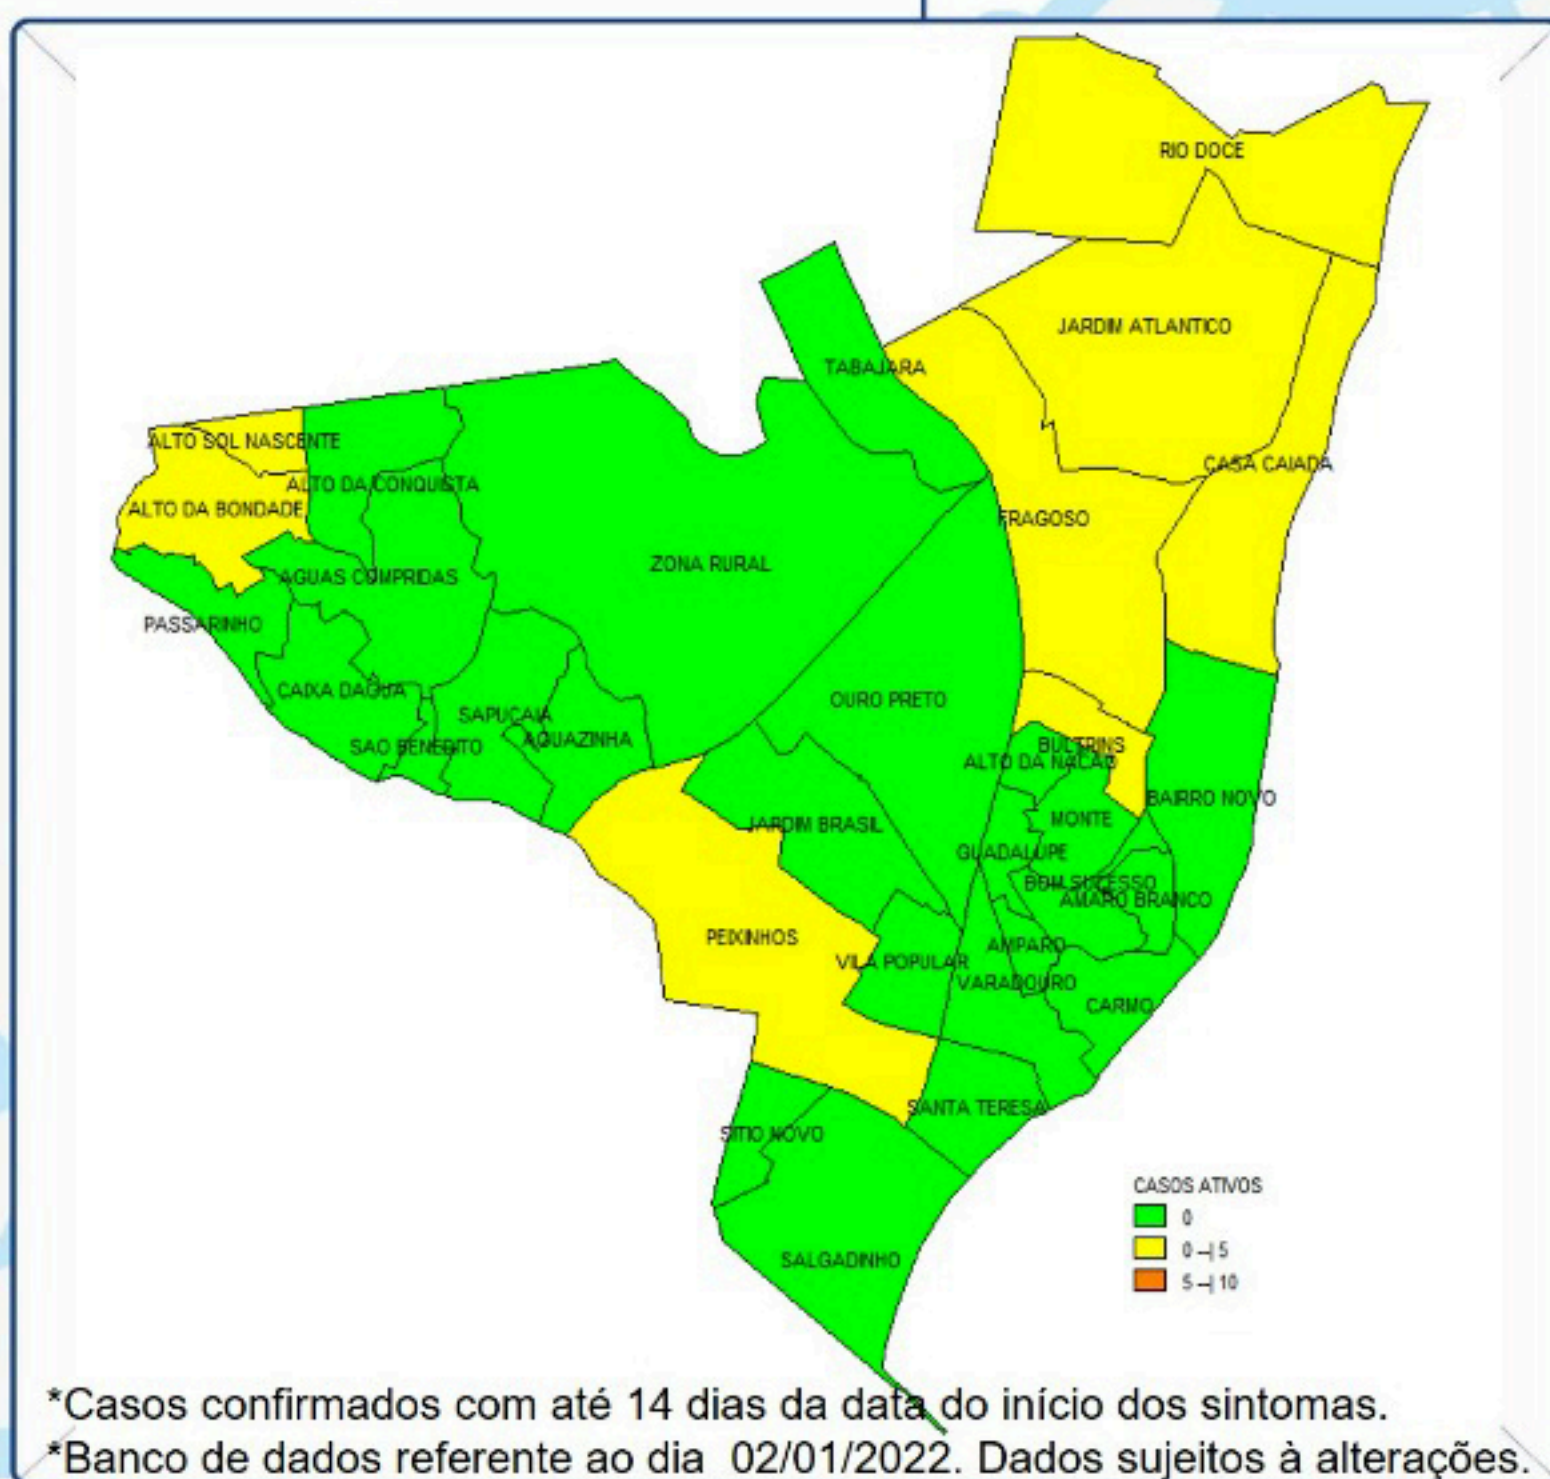 RIO DOCE
JARDIM ATLANTICO
TABAJARA
ALTO SOL NASCENTE
CASA CAIADA
ALTO DA CONQUISTA
ALTO DA BONDADE
FRAGOSO
ZONA RURAL
AGUAS COMPRIDAS
PASSARINHO
CAIXA DAGUA
OURO PRETO
SAPUCAIA
AGUAZINHA
SAO BENEDITO
BULTRINS
ALTO DA NACAO
BAIRRO NOVO
JARDIM BRASIL
MONTE
GUADALUPE
BOM SUCESSO
AMARO BRANCO
PEIXINHOS
AMPARO
VILA POPULAR
VARADOURO
CARMO
SANTA TERESA
SITIO NOVO
SALGADINHO
CASOS ATIVOS
0
0 --| 5
5 --| 10
*Casos confirmados com até 14 dias da data do início dos sintomas.
*Banco de dados referente ao dia 02/01/2022. Dados sujeitos à alterações.